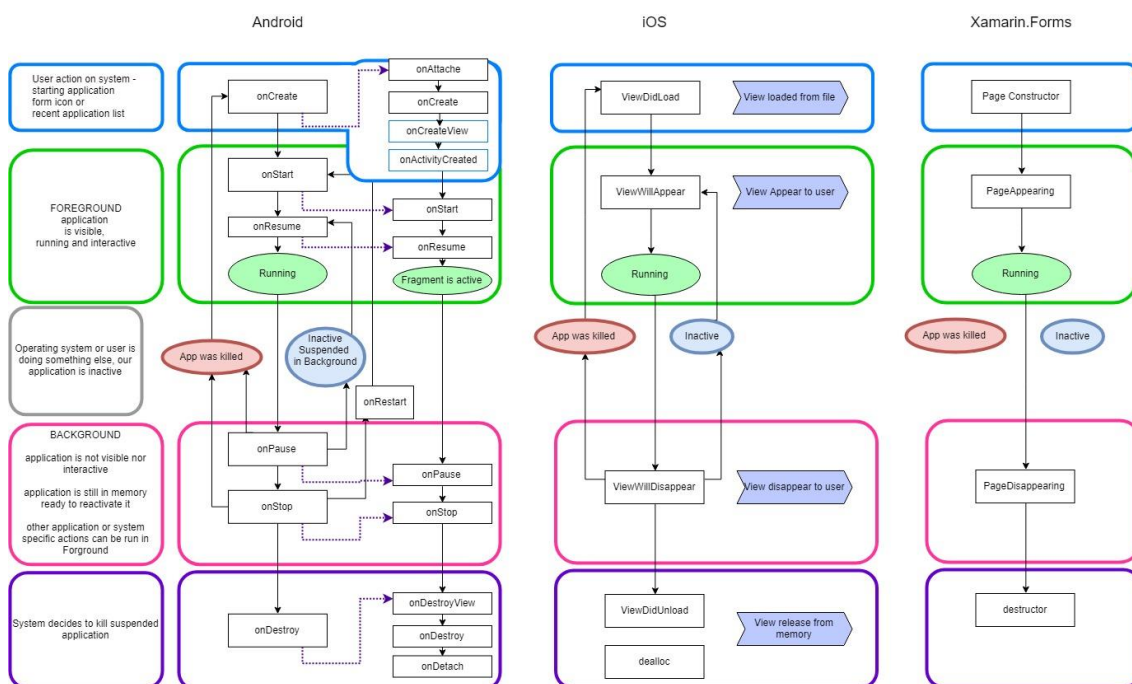 Android
iOS
Xamarin.Forms
User action on system -
starting application
form icon or
recent application list
onCreate
onAttache
onCreate
onCreateView
onActivityCreated
ViewDidLoad
View loaded from file
Page Constructor
FOREGROUND
application
is visible,
running and interactive
onStart
onResume
Running
onStart
onResume
Fragment is active
ViewWillAppear
View Appear to user
Running
PageAppearing
Running
Operating system or user is
doing something else, our
application is inactive
App was killed
Inactive
Suspended
in Background
onRestart
App was killed
Inactive
App was killed
Inactive
BACKGROUND
application is not visible nor
interactive
application is still in memory
ready to reactivate it
other application or system
specific actions can be run in
Forground
onPause
onStop
onPause
onStop
ViewWillDisappear
View disappear to user
PageDisappearing
System decides to kill suspended
application
onDestroy
onDestroyView
onDestroy
onDetach
ViewDidUnload
dealloc
View release from
memory
destructor